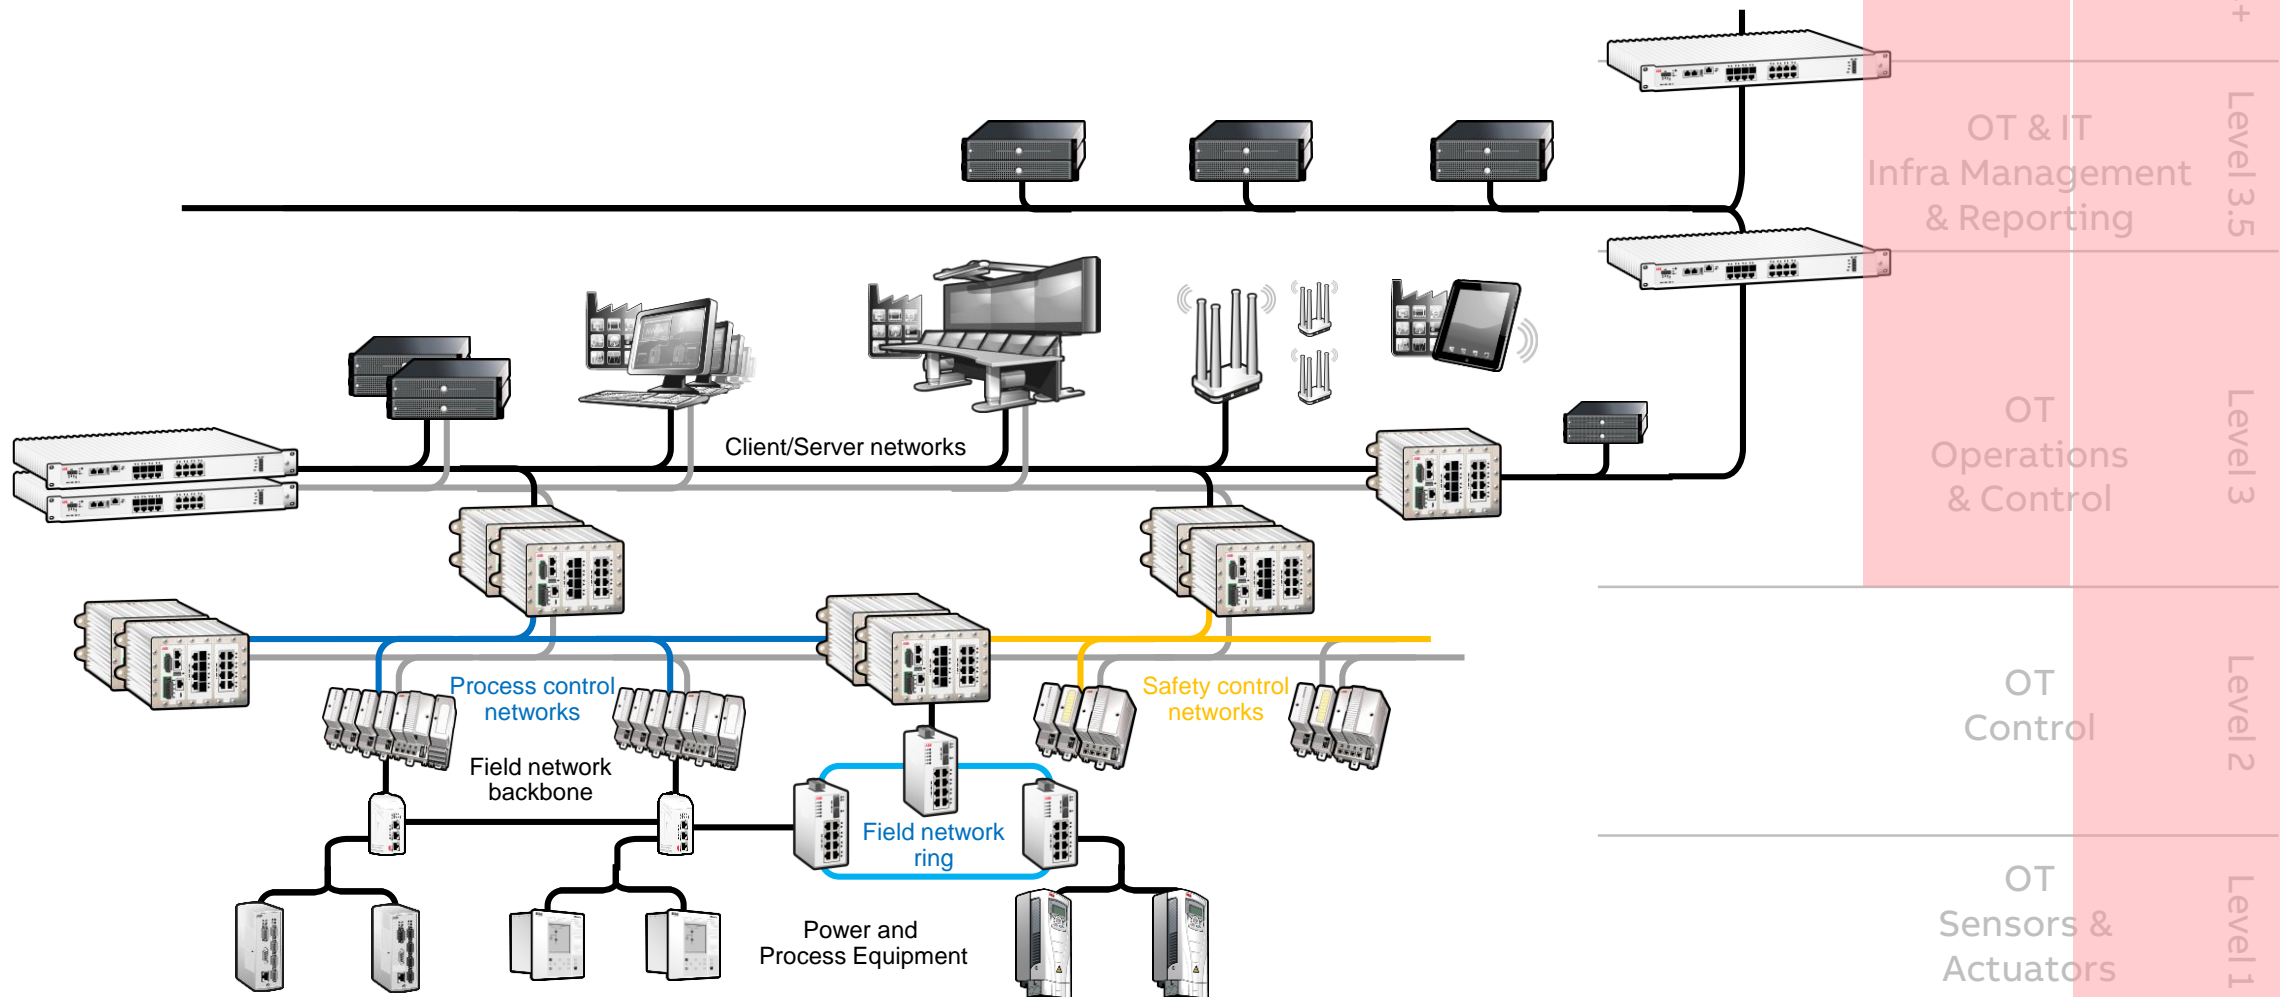 OT & IT
Infra Management
& Reporting
Level 3.5
Client/Server networks
OT
Operations
& Control
Level 3
Process control
networks
Safety control
networks
OT
Control
Level 2
Field network
backbone
Field network
ring
Power and
Process Equipment
OT
Sensors &
Actuators
Level 1